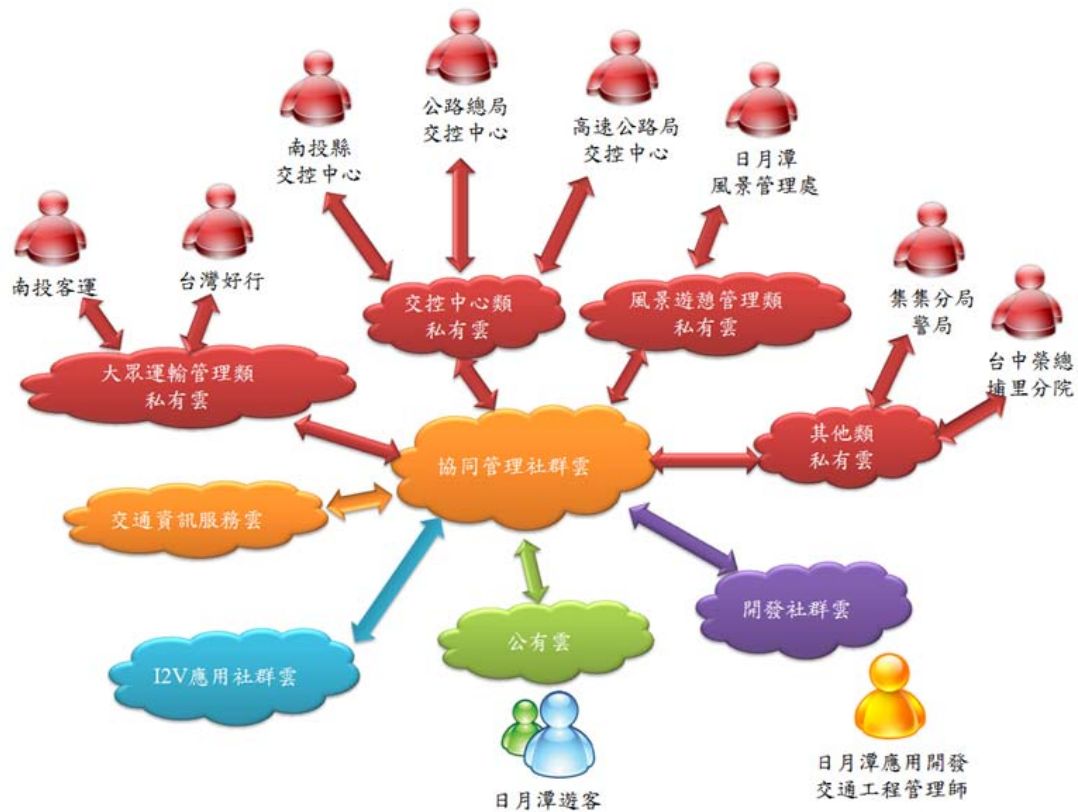 公路總局
交控中心
高速公路局
交控中心
南投縣
交控中心
日月潭
風景管理處
台灣好行
南投客運
集集分局
警局
台中榮總
埔里分院
交控中心類
私有雲
風景遊憩管理類
私有雲
大眾運輸管理類
私有雲
其他類
私有雲
協同管理社群雲
交通資訊服務雲
開發社群雲
公有雲
I2V應用社群雲
日月潭應用開發
交通工程管理師
日月潭遊客